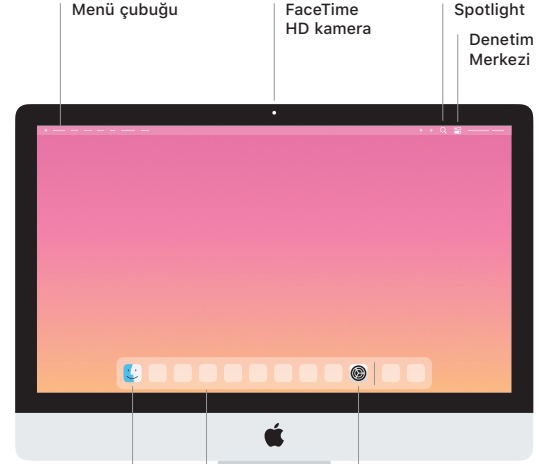 Menü çubuğu
FaceTime
HD kamera
Spotlight
Denetim
Merkezi